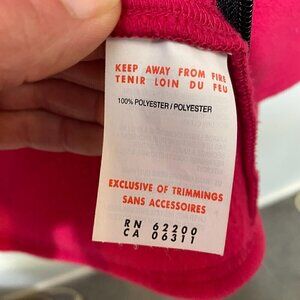 KEEP AWAY FROM FIRE
TENIR LOIN DU FEU
100% POLYESTER / POLYESTER
EXCLUSIVE OF TRIMMINGS
SANS ACCESSOIRES
RN 62200
CA 06311